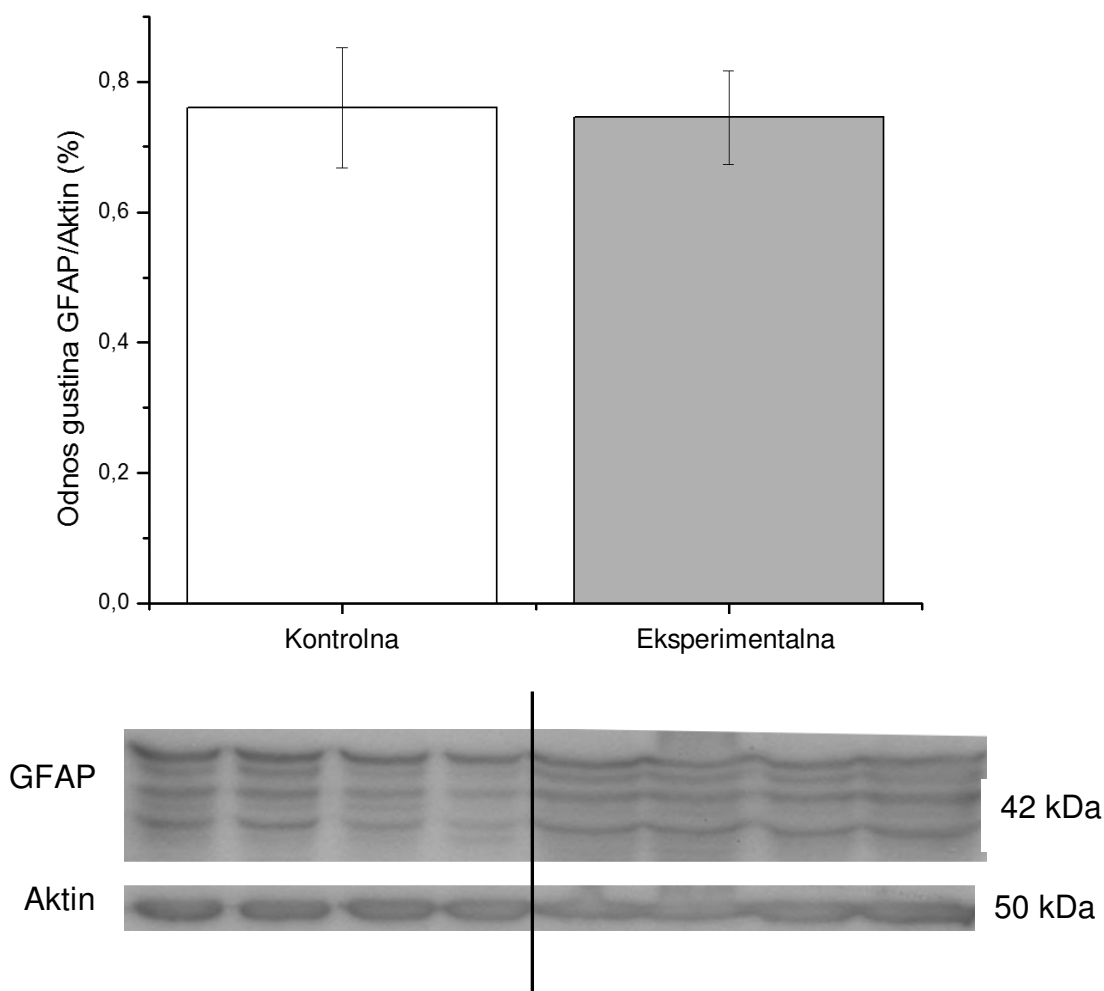 Odnos gustina GFAP/Aktin (%)
0,8
0,6
0,4
0,2
0,0
Kontrolna
Eksperimentalna
GFAP
42 kDa
Aktin
50 kDa